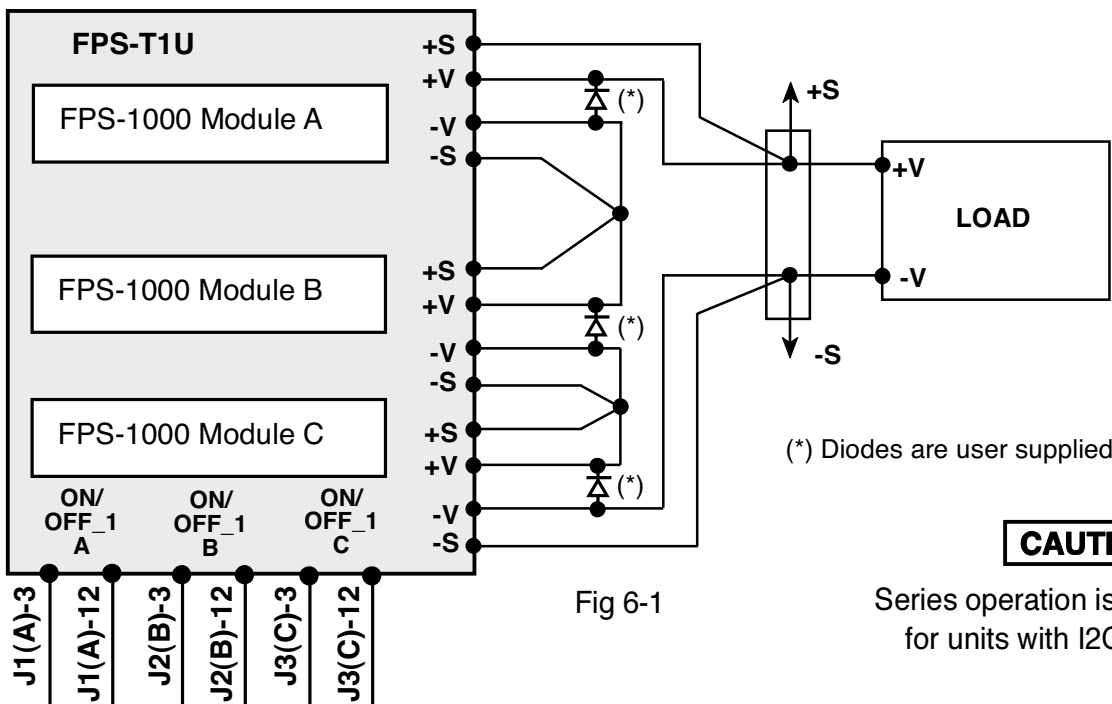 FPS-T1U
+S
+V
-V
-S
FPS-1000 Module A
(*)
+S
+V
LOAD
-V
-S
FPS-1000 Module B
+S
+V
(*)
-V
-S
FPS-1000 Module C
+S
+V
(*)
-V
-S
(*) Diodes are user supplied
ON/
OFF_1
A
ON/
OFF_1
B
ON/
OFF_1
C
J1(A)-3
J1(A)-12
J2(B)-3
J2(B)-12
J3(C)-3
J3(C)-12
Fig 6-1
Series operation is
for units with